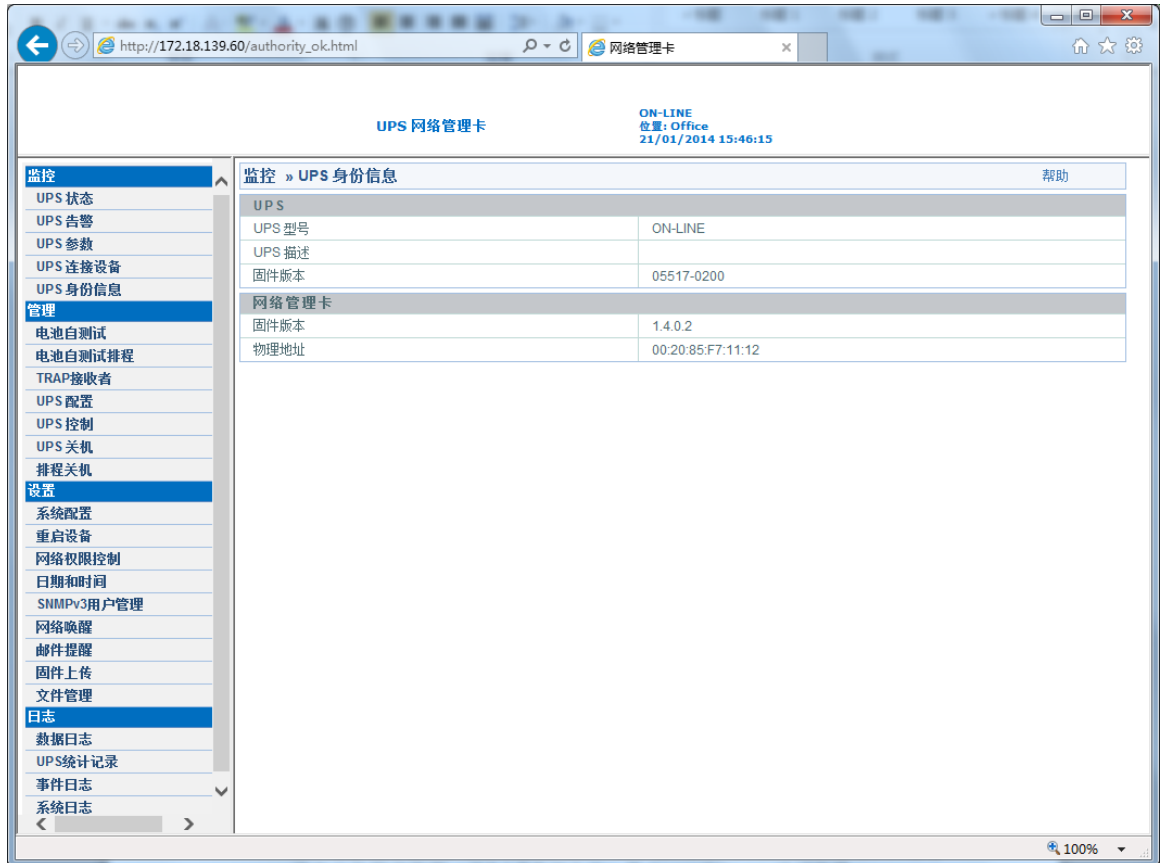 http://172.18.139.60/authority_ok.html
网络管理卡
UPS 网络管理卡
ON-LINE
位置: Office
21/01/2014 15:46:15
监控
UPS 状态
UPS 告警
UPS 参数
UPS 连接设备
UPS 身份信息
管理
电池自测试
电池自测试排程
TRAP接收者
UPS 配置
UPS 控制
UPS 关机
排程关机
设置
系统配置
重启设备
网络权限控制
日期和时间
SNMPv3用户管理
网络唤醒
邮件提醒
固件上传
文件管理
日志
数据日志
UPS统计记录
事件日志
系统日志
监控 » UPS 身份信息 帮助
UPS
UPS 型号 ON-LINE
UPS 描述
固件版本 05517-0200
网络管理卡
固件版本 1.4.0.2
物理地址 00:20:85:F7:11:12
100%